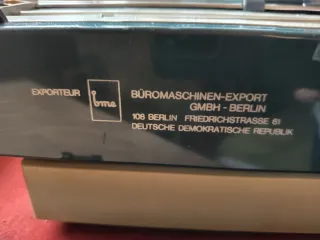 EXPORTEUR bme BÜROMASCHINEN-EXPORT
GMBH - BERLIN
108 BERLIN FRIEDRICHSTRASSE 61
DEUTSCHE DEMOKRATISCHE REPUBLIK